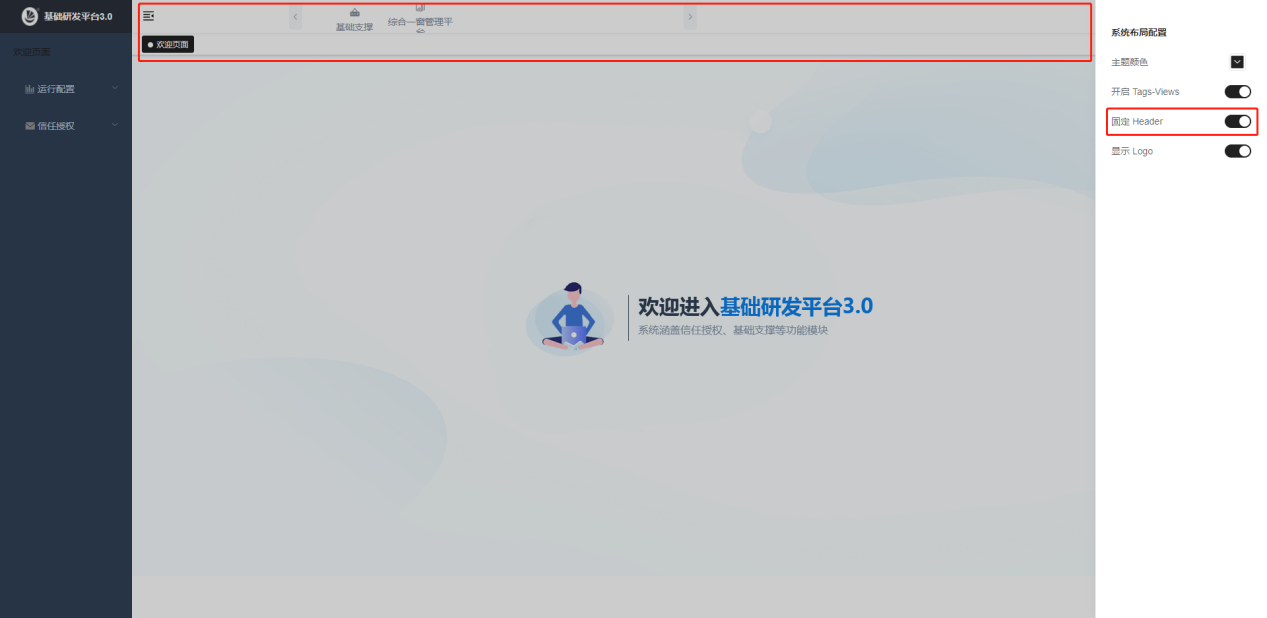 基础研发平台3.0
欢迎页面
运行配置
信任授权
基础支撑
综合一窗管理平
台
欢迎页面
欢迎进入基础研发平台3.0
系统涵盖信任授权、基础支撑等功能模块
系统布局配置
主题颜色
开启 Tags-Views
固定 Header
显示 Logo